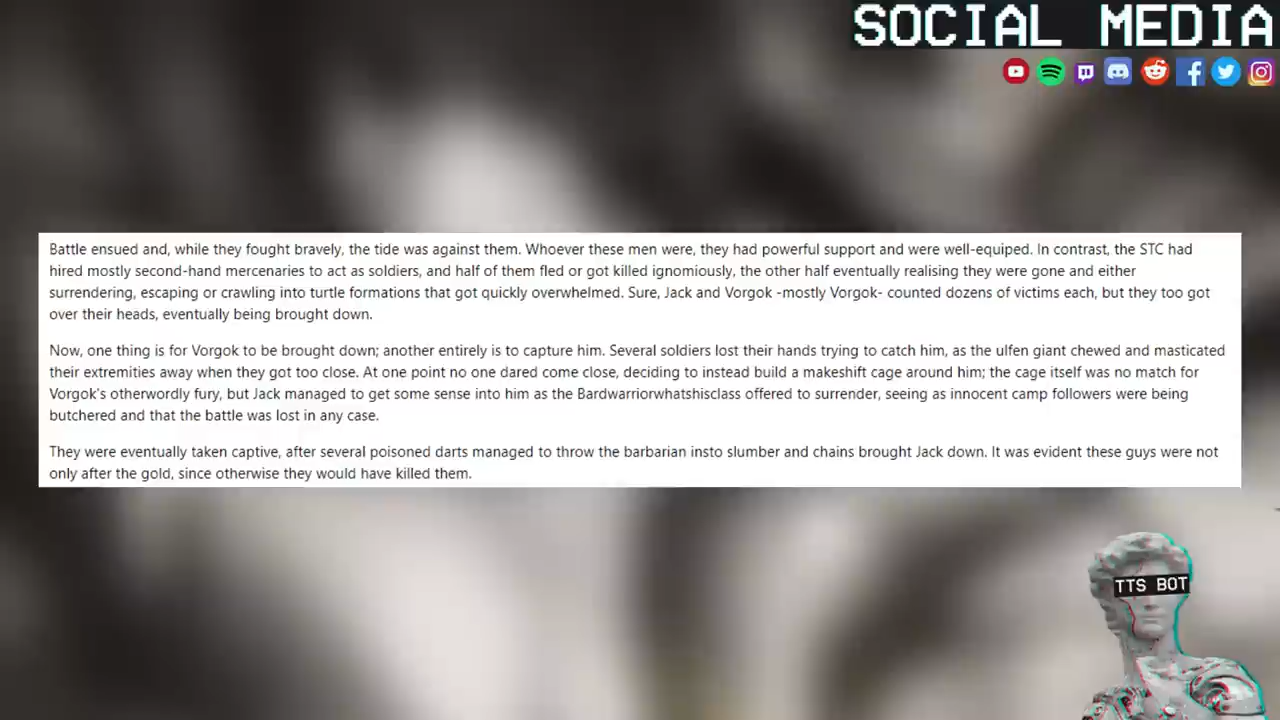 SOCIAL MEDIA
Battle ensued and, while they fought bravely, the tide was against them. Whoever these men were, they had powerful support and were well-equiped. In contrast, the STC had
hired mostly second-hand mercenaries to act as soldiers, and half of them fled or got killed ignomiously, the other half eventually realising they were gone and either
surrendering, escaping or crawling into turtle formations that got quickly overwhelmed. Sure, Jack and Vorgok -mostly Vorgok- counted dozens of victims each, but they too got
over their heads, eventually being brought down.
Now, one thing is for Vorgok to be brought down; another entirely is to capture him. Several soldiers lost their hands trying to catch him, as the ulfen giant chewed and masticated
their extremities away when they got too close. At one point no one dared come close, deciding to instead build a makeshift cage around him; the cage itself was no match for
Vorgok's otherwordly fury, but Jack managed to get some sense into him as the Bardwarriorwhatshisclass offered to surrender, seeing as innocent camp followers were being
butchered and that the battle was lost in any case.
They were eventually taken captive, after several poisoned darts managed to throw the barbarian insto slumber and chains brought Jack down. It was evident these guys were not
only after the gold, since otherwise they would have killed them.
TTS BOT